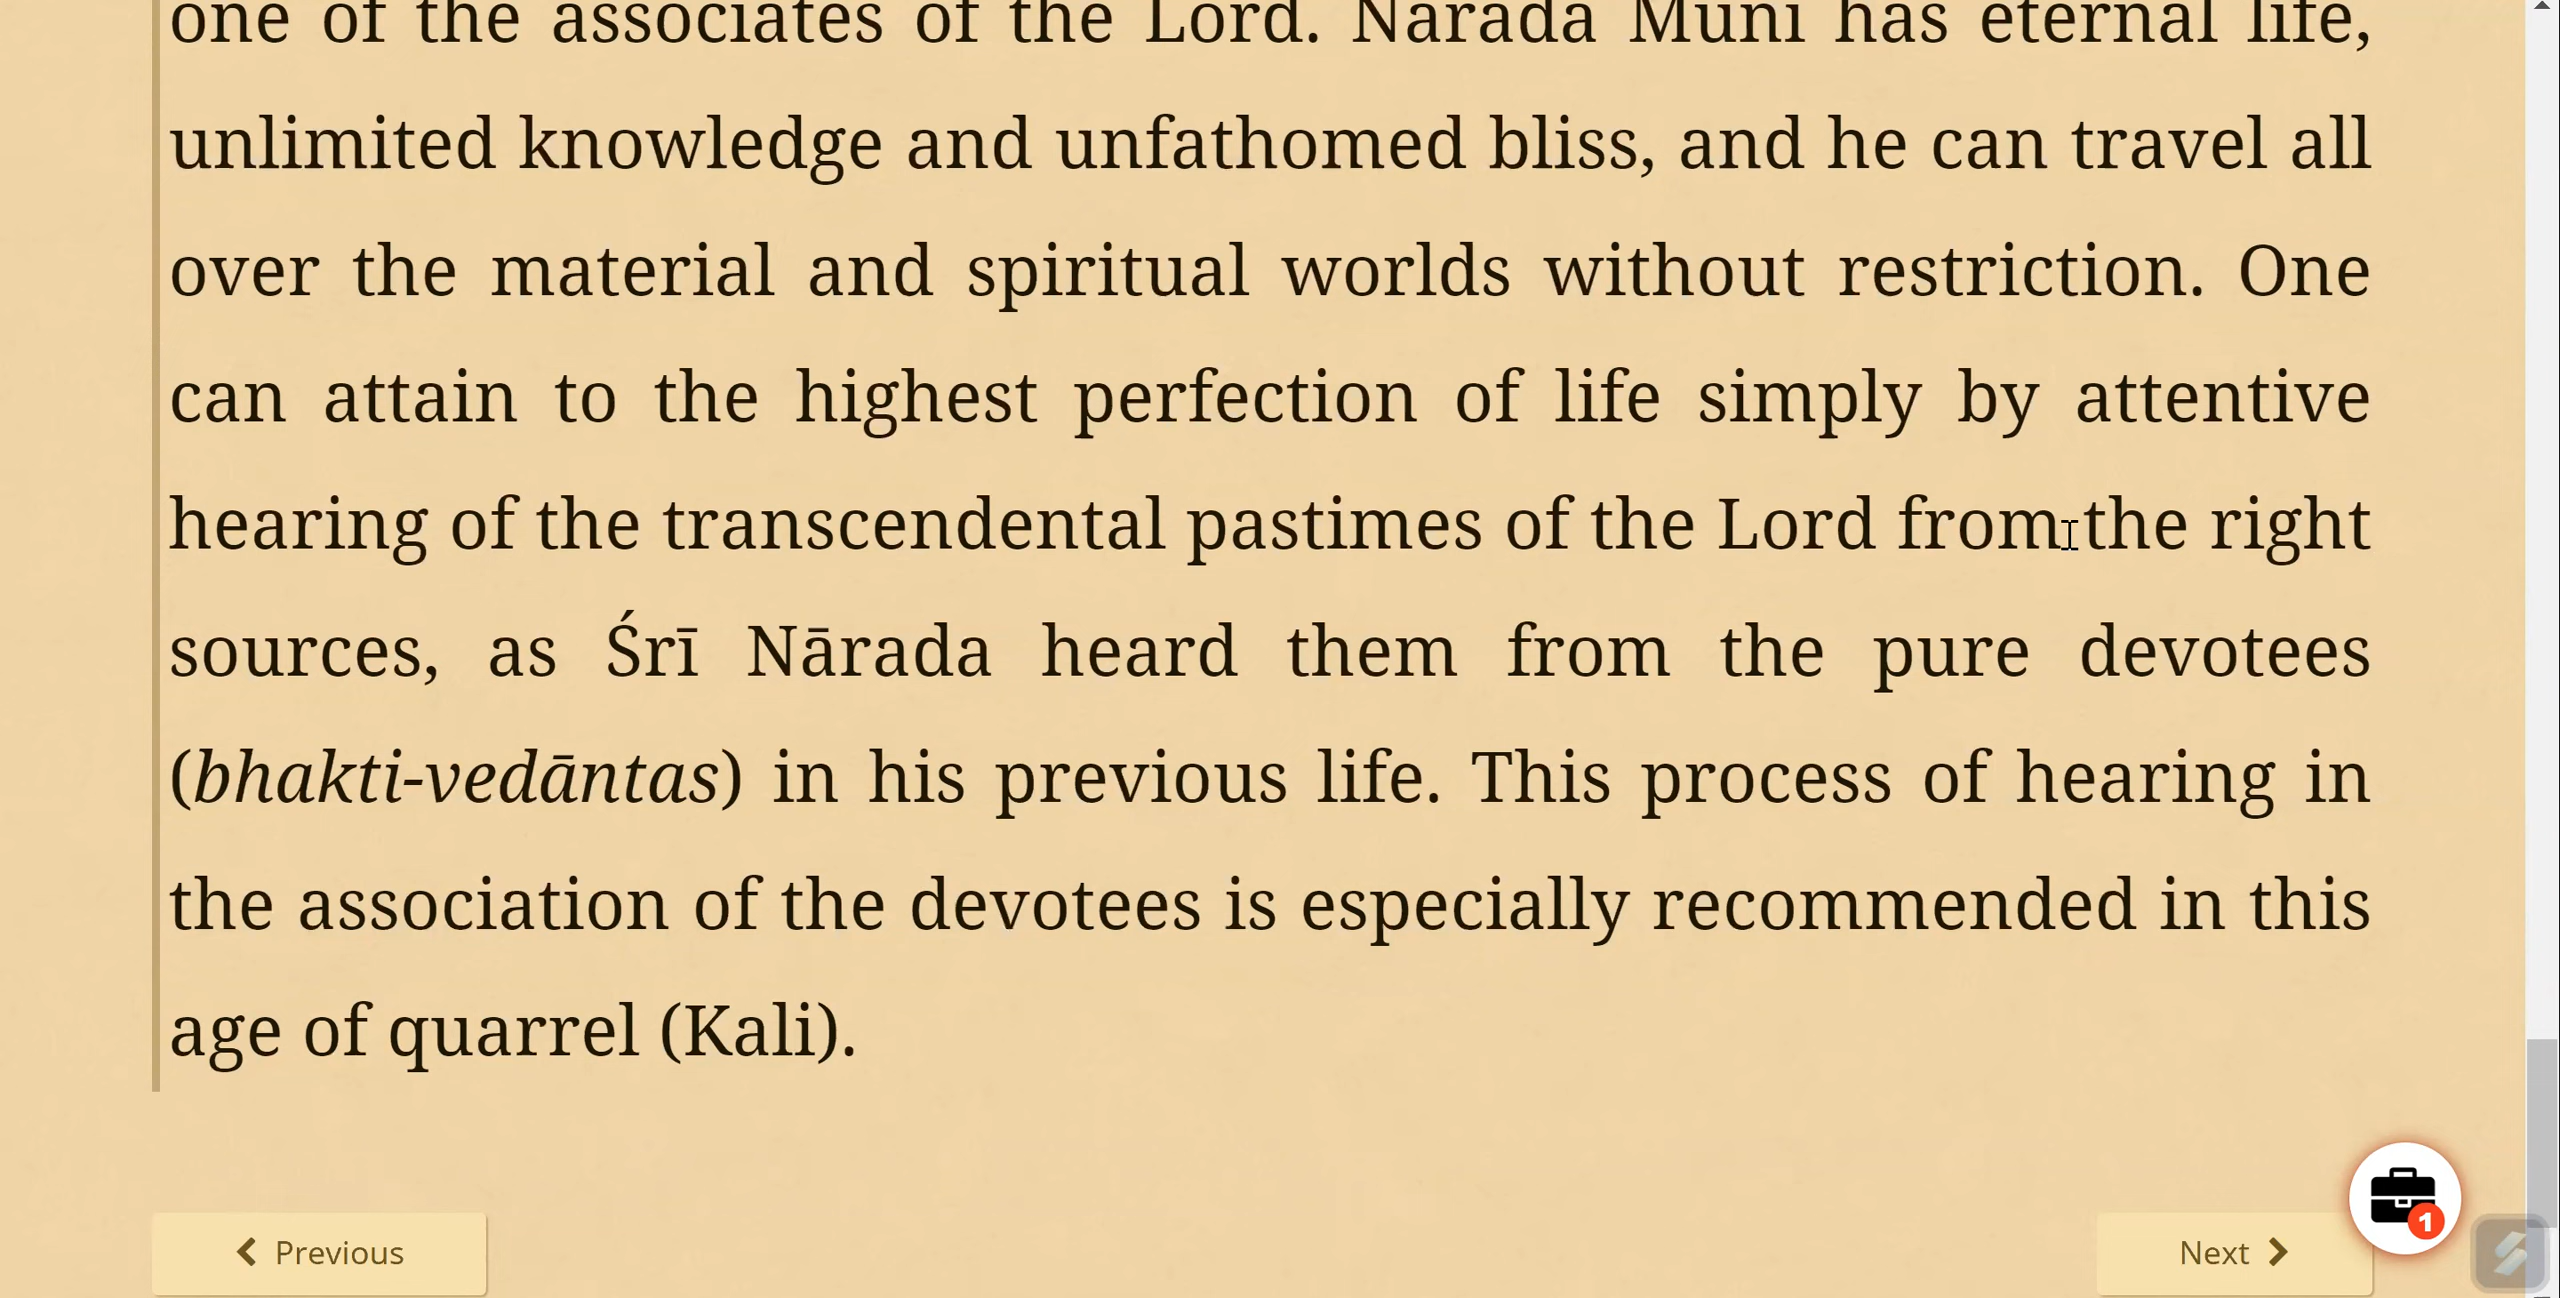 one of the associates of the Lord. Nārada Muni has eternal life,
unlimited knowledge and unfathomed bliss, and he can travel all
over the material and spiritual worlds without restriction. One
can attain to the highest perfection of life simply by attentive
hearing of the transcendental pastimes of the Lord from the right
sources, as Śrī Nārada heard them from the pure devotees
(bhakti-vedāntas) in his previous life. This process of hearing in
the association of the devotees is especially recommended in this
age of quarrel (Kali).
Previous
Next
1